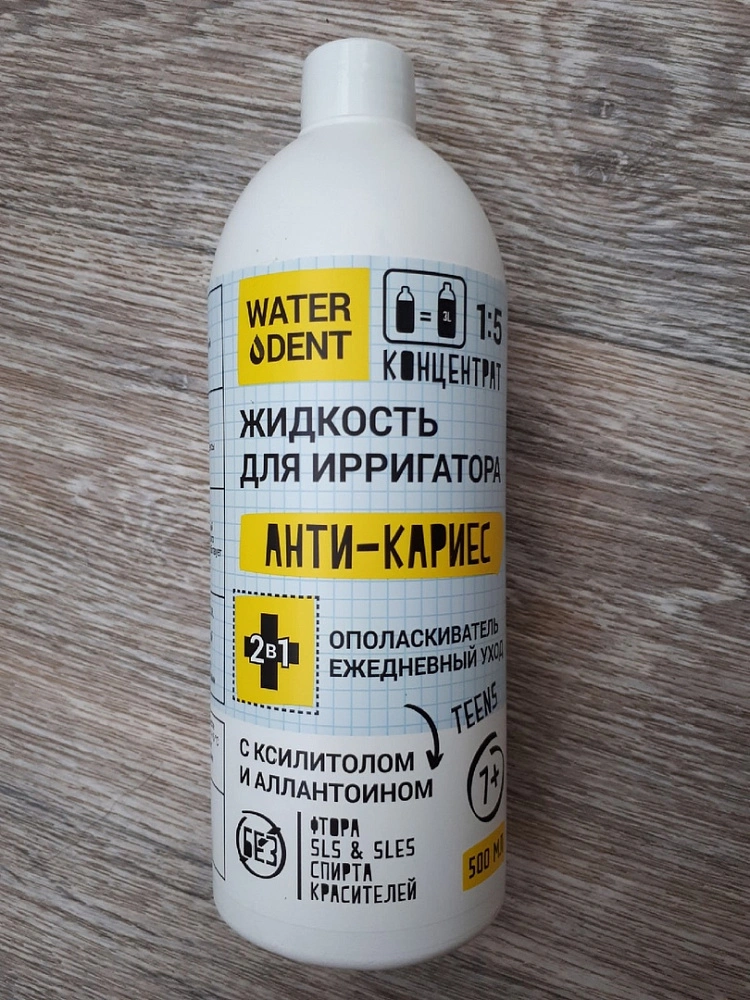 WATER
DENT
= 3L
1:5
КОНЦЕНТРАТ
ЖИДКОСТЬ
ДЛЯ ИРРИГАТОРА
АНТИ-КАРИЕС
2в1
ОПОЛАСКИВАТЕЛЬ
ЕЖЕДНЕВНЫЙ УХОД
TEENS
7+
С КСИЛИТОЛОМ
И АЛЛАНТОИНОМ
БЕЗ
ФТОРА
SLS & SLES
СПИРТА
КРАСИТЕЛЕЙ
500 МЛ